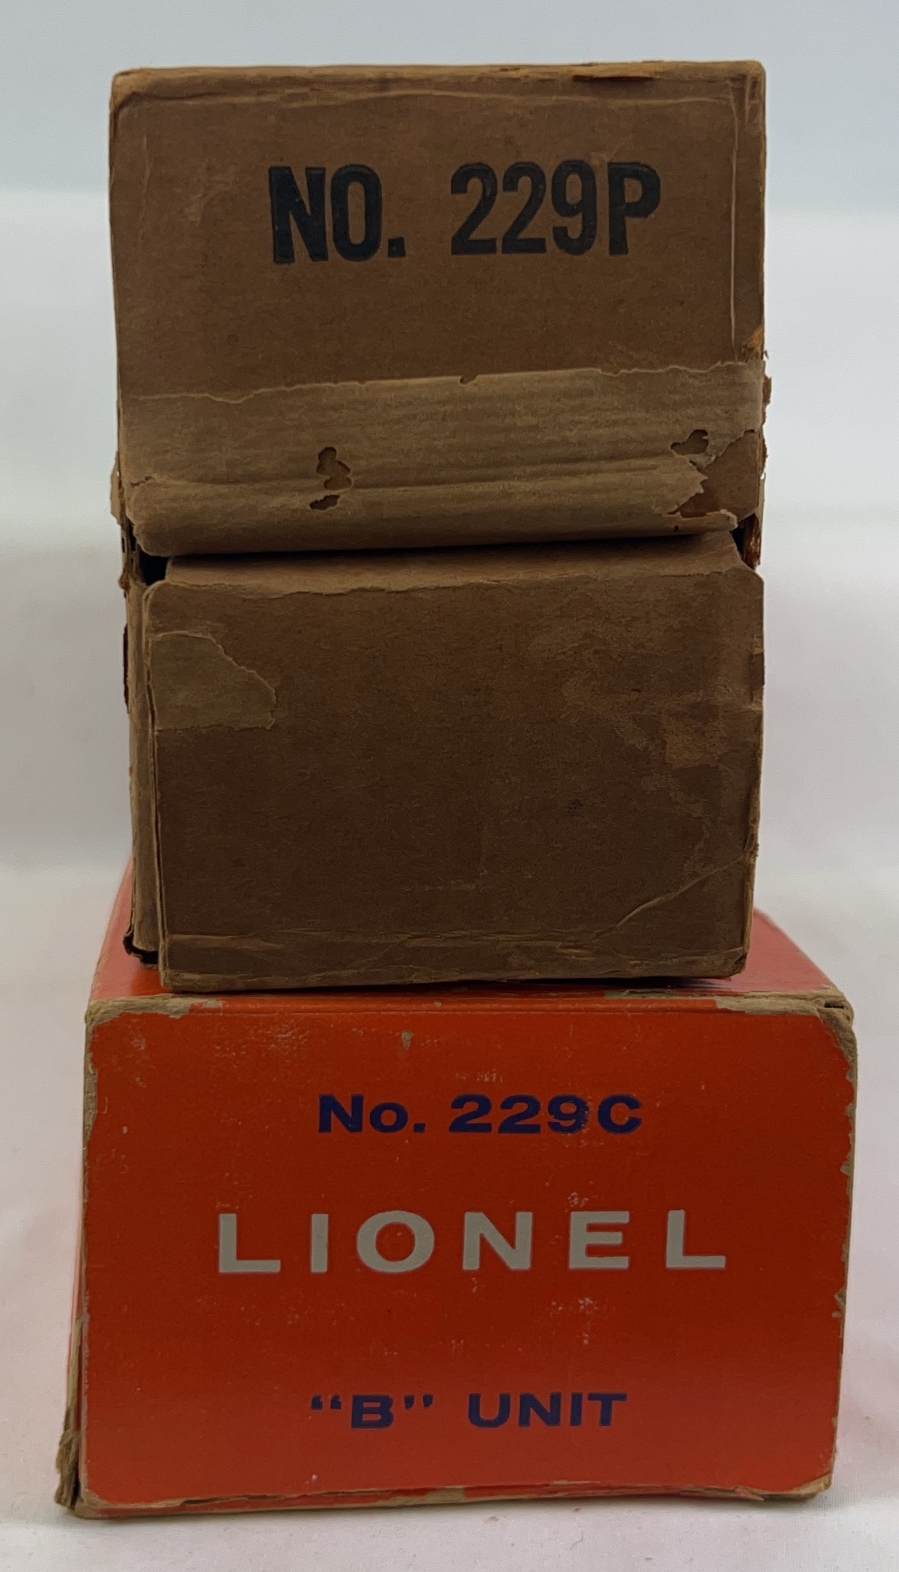 NO. 229P
No. 229C
LIONEL
“B” UNIT